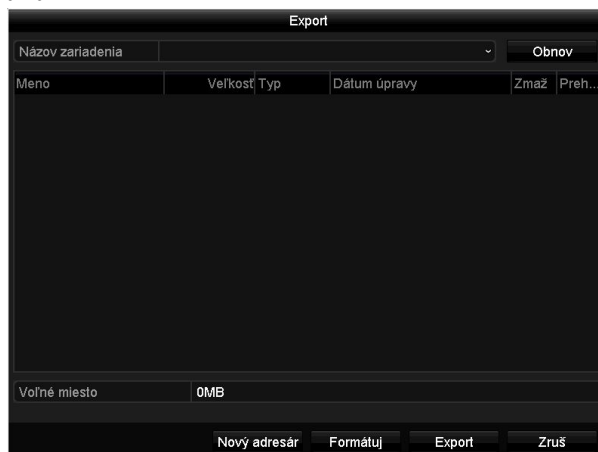 Export
Názov zariadenia Obnov
Meno Veľkosť Typ Dátum úpravy Zmaž Preh...
Voľné miesto 0MB
Nový adresár Formátuj Export Zruš